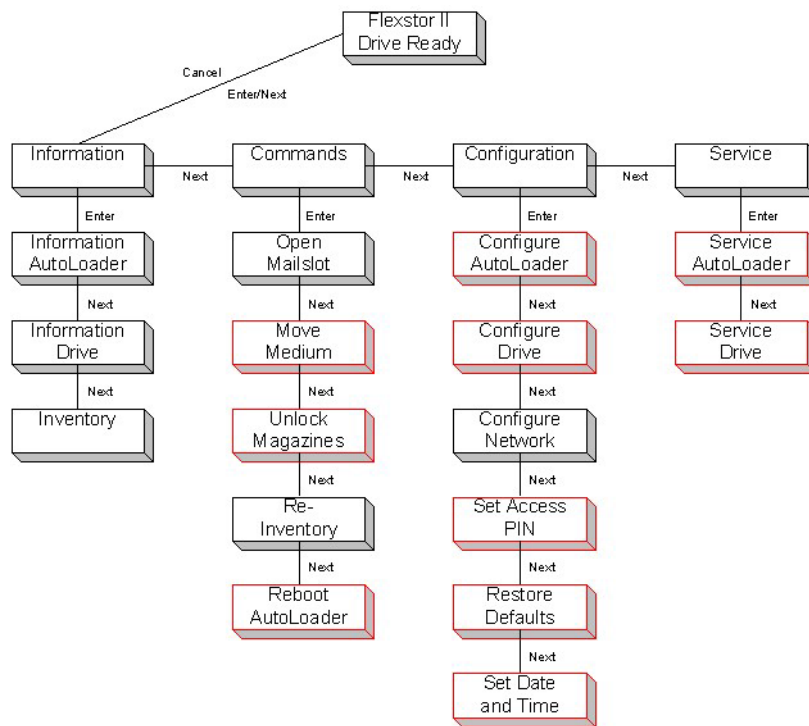 Flexstor II
Drive Ready
Cancel
Enter/Next
Information
Next
Commands
Next
Configuration
Next
Service
Enter
Enter
Enter
Enter
Information
AutoLoader
Open
Mailslot
Configure
AutoLoader
Service
AutoLoader
Next
Next
Next
Next
Information
Drive
Move
Medium
Configure
Drive
Service
Drive
Next
Next
Next
Inventory
Unlock
Magazines
Configure
Network
Next
Next
Re-
Inventory
Set Access
PIN
Next
Next
Reboot
AutoLoader
Restore
Defaults
Next
Set Date
and Time